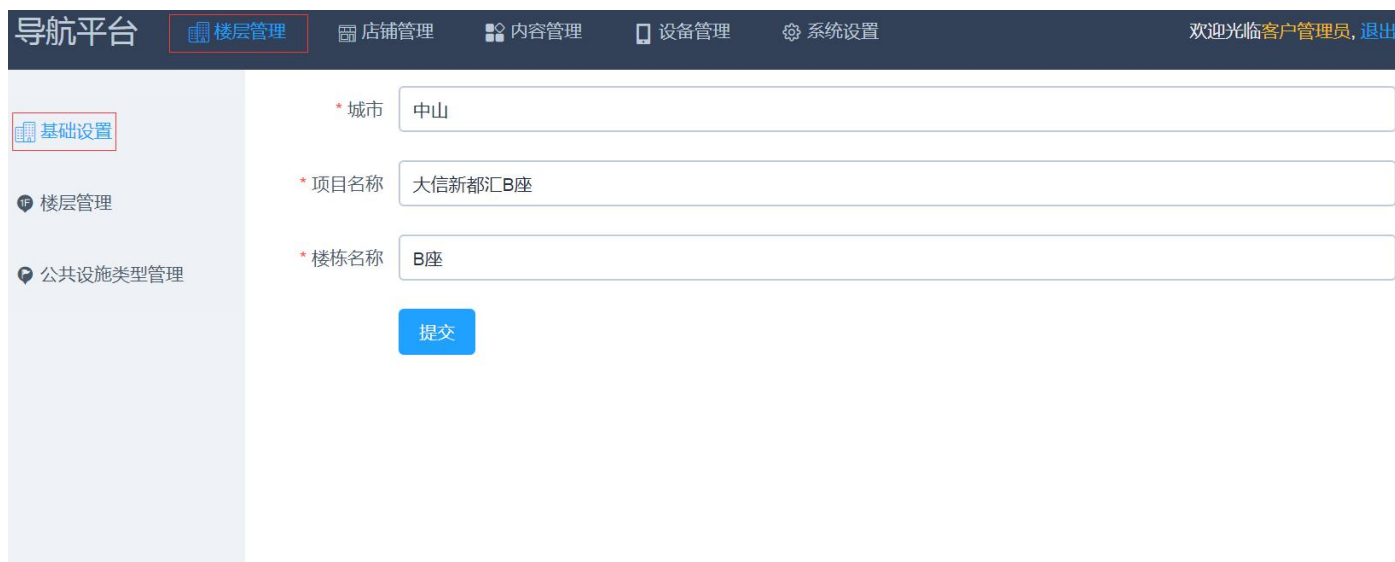 导航平台 楼层管理 店铺管理 内容管理 设备管理 系统设置 欢迎光临客户管理员, 退出
基础设置
楼层管理
公共设施类型管理
* 城市 中山
* 项目名称 大信新都汇B座
* 楼栋名称 B座
提交